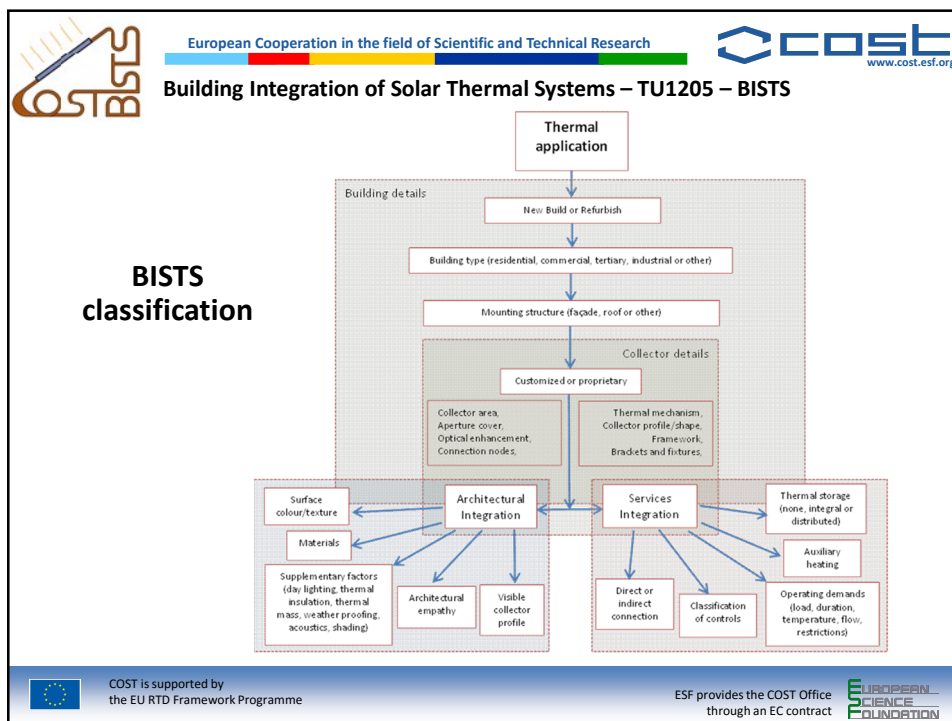 COST
BISTS
European Cooperation in the field of Scientific and Technical Research
cost
www.cost.esf.org
Building Integration of Solar Thermal Systems – TU1205 – BISTS
BISTS
classification
Thermal
application
Building details
New Build or Refurbish
Building type (residential, commercial, tertiary, industrial or other)
Mounting structure (façade, roof or other)
Collector details
Customized or proprietary
Collector area,
Aperture cover,
Optical enhancement,
Connection nodes,
Thermal mechanism,
Collector profile/shape,
Framework,
Brackets and fixtures,
Architectural
Integration
Services
Integration
Surface
colour/texture
Materials
Supplementary factors
(day lighting, thermal
insulation, thermal
mass, weather proofing,
acoustics, shading)
Architectural
empathy
Visible
collector
profile
Direct or
indirect
connection
Classification
of controls
Thermal storage
(none, integral or
distributed)
Auxiliary
heating
Operating demands
(load, duration,
temperature, flow,
restrictions)
COST is supported by
the EU RTD Framework Programme
ESF provides the COST Office
through an EC contract
EUROPEAN
SCIENCE
FOUNDATION